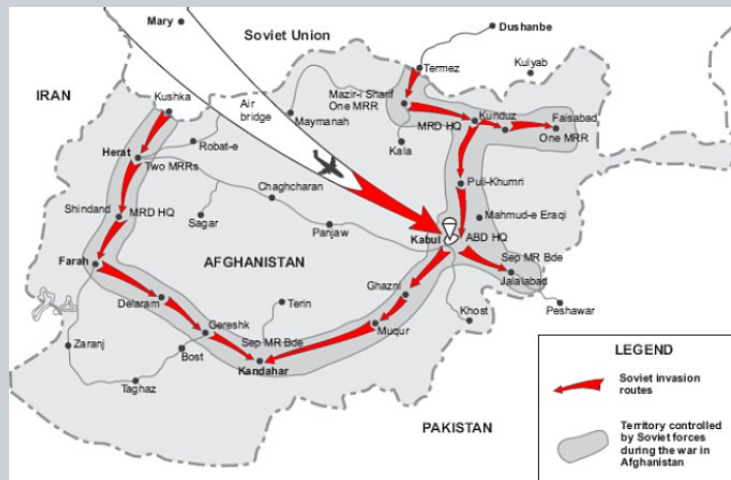 Mary
Soviet Union
Dushanbe
Termez
Kulyab
IRAN
Kushka
Air
bridge
Mazir-i Sharif
One MRR
Maymanah
MRD HQ
Kunduz
Faisabad
One MRR
Herat
Robat-e
Two MRRs
Kala
Puli-Khumri
Chaghcharan
Shindand
MRD HQ
Sagar
Panjaw
Mahmud-e Eraqi
Kabul
ABD HQ
Farah
AFGHANISTAN
Sep MR Bde
Jalalabad
Ghazni
Delaram
Terin
Khost
Peshawar
Gereshk
Muqur
Zaranj
Bost
Sep MR Bde
Kandahar
Taghaz
PAKISTAN
LEGEND
Soviet invasion
routes
Territory controlled
by Soviet forces
during the war in
Afghanistan